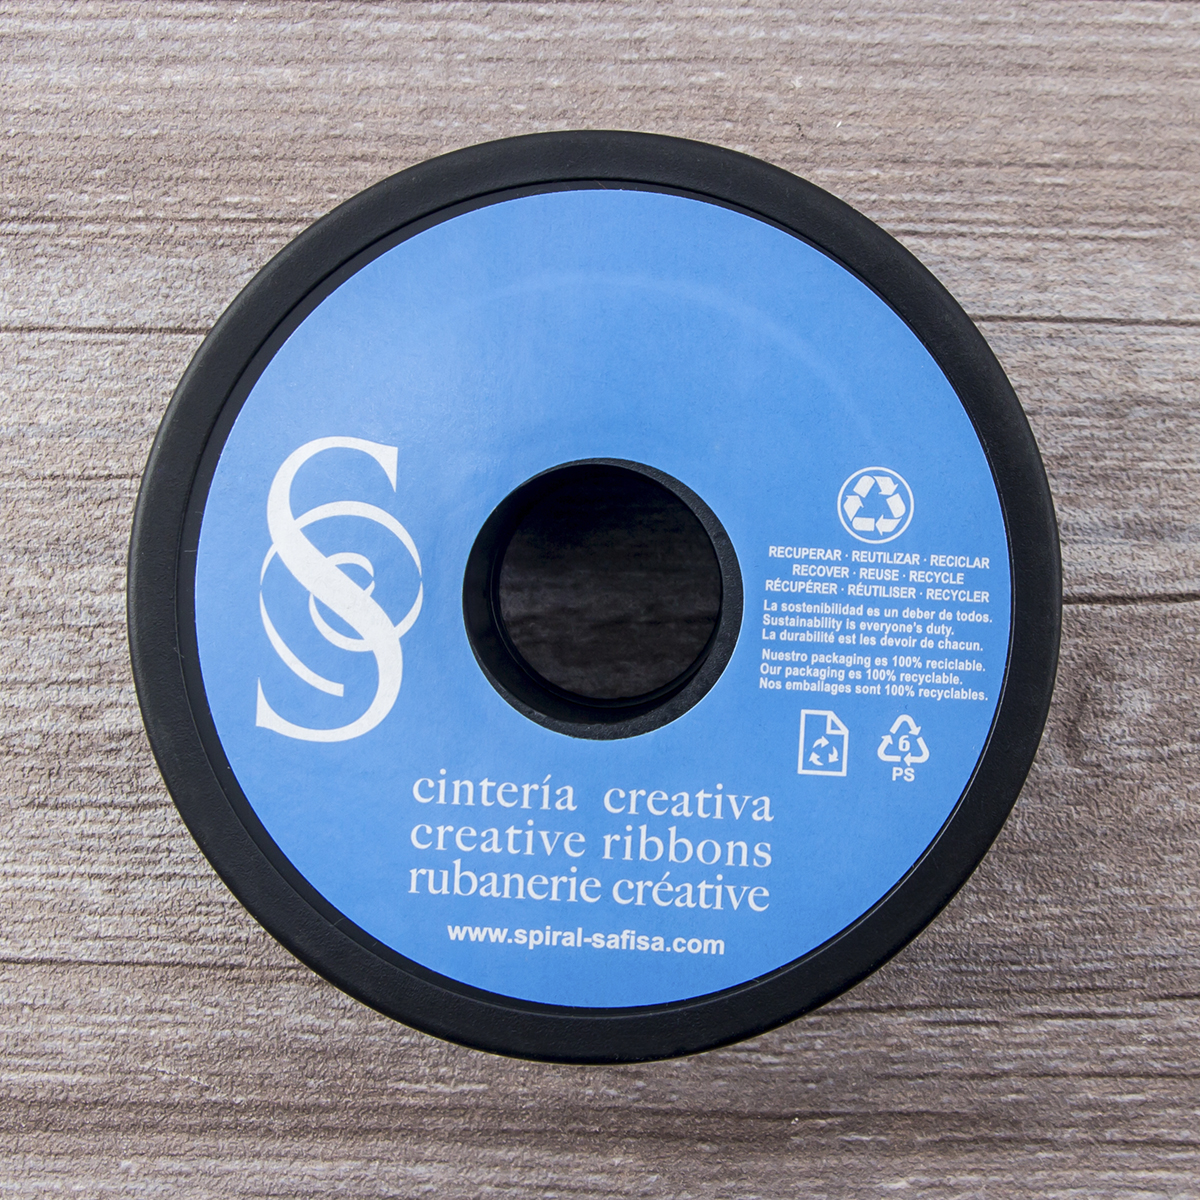 S
RECUPERAR · REUTILIZAR · RECICLAR
RECOVER · REUSE · RECYCLE
RÉCUPÉRER · RÉUTILISER · RECYCLER
La sostenibilidad es un deber de todos.
Sustainability is everyone's duty.
La durabilité est les devoir de chacun.
Nuestro packaging es 100% reciclable.
Our packaging es 100% recyclable.
Nos emballages sont 100% recyclables.
6
PS
cintería creativa
creative ribbons
rubanerie créative
www.spiral-safisa.com